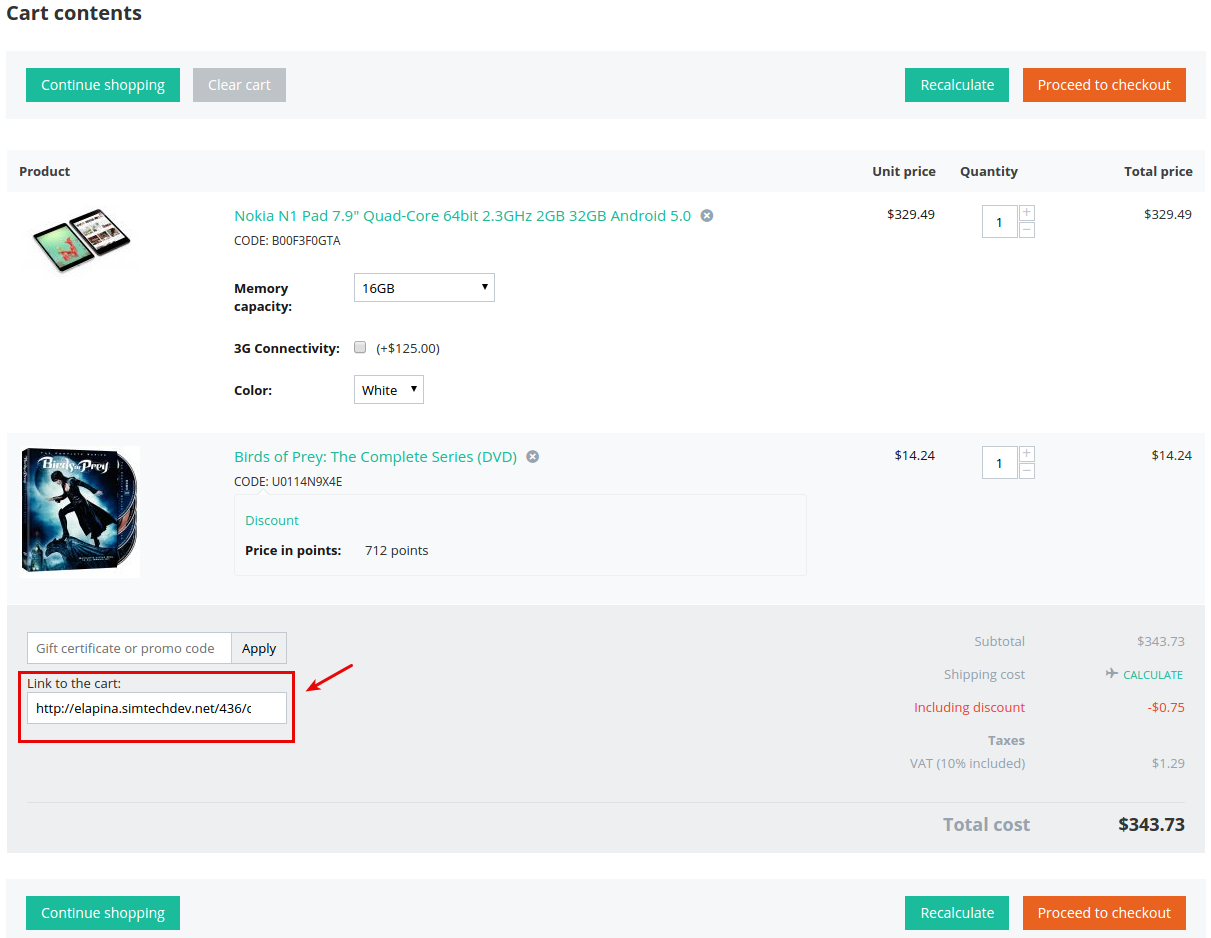 Cart contents
Continue shopping Clear cart Recalculate Proceed to checkout
Product Unit price Quantity Total price
Nokia N1 Pad 7.9" Quad-Core 64bit 2.3GHz 2GB 32GB Android 5.0 $329.49 1 + − $329.49
CODE: B00F3F0GTA
Memory capacity: 16GB
3G Connectivity: (+$125.00)
Color: White
Birds of Prey
Birds of Prey: The Complete Series (DVD) $14.24 1 + − $14.24
CODE: U0114N9X4E
Discount
Price in points: 712 points
Gift certificate or promo code Apply
Link to the cart:
http://elapina.simtechdev.net/436/c
Subtotal $343.73
Shipping cost CALCULATE
Including discount -$0.75
Taxes
VAT (10% included) $1.29
Total cost $343.73
Continue shopping Recalculate Proceed to checkout